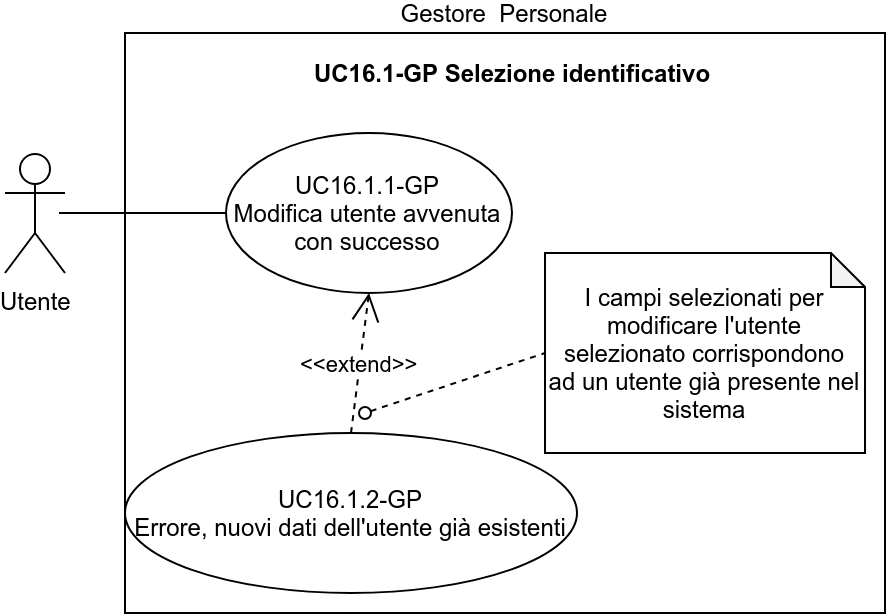 Gestore Personale
UC16.1-GP Selezione identificativo
UC16.1.1-GP
Modifica utente avvenuta
con successo
Utente
I campi selezionati per
modificare l'utente
selezionato corrispondono
ad un utente già presente nel
sistema
<<extend>>
UC16.1.2-GP
Errore, nuovi dati dell'utente già esistenti